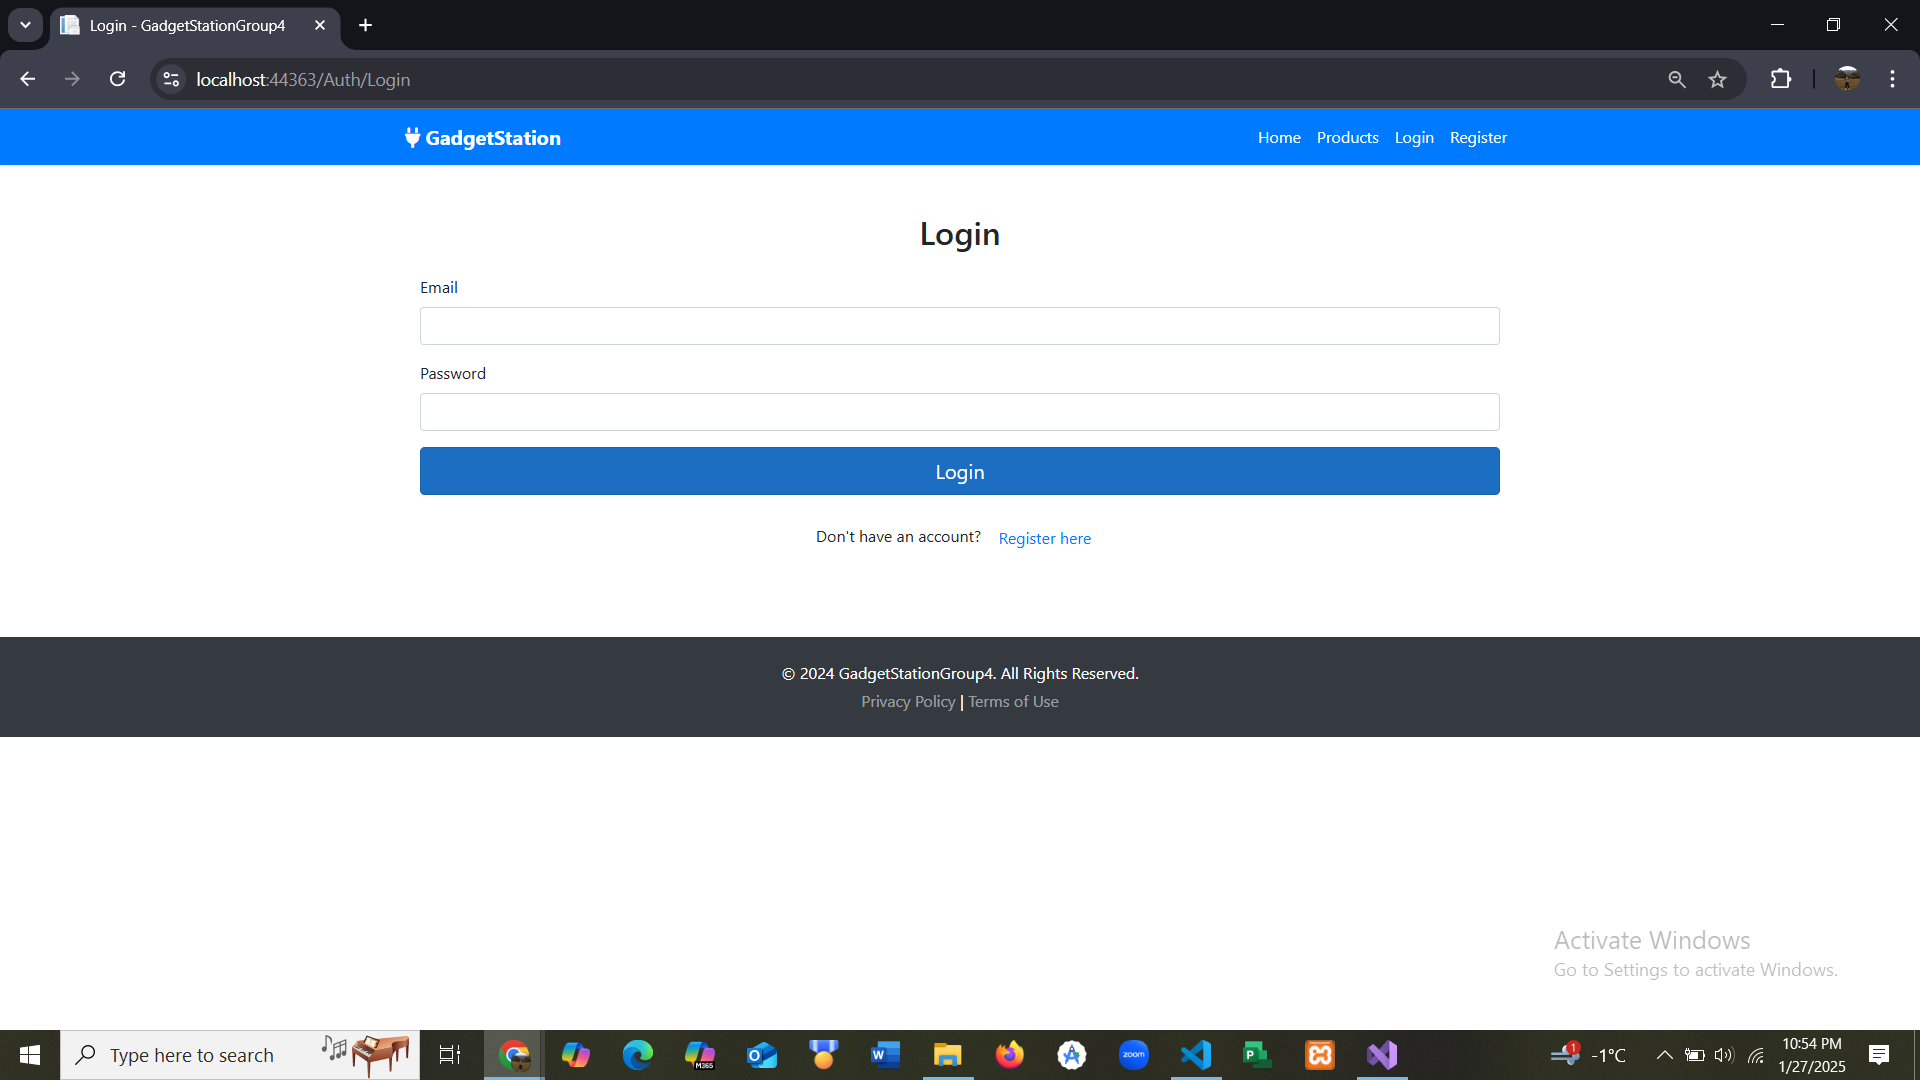 Login - GadgetStationGroup4
localhost:44363/Auth/Login
GadgetStation
Home Products Login Register
Login
Email
Password
Login
Don't have an account? Register here
© 2024 GadgetStationGroup4. All Rights Reserved.
Privacy Policy | Terms of Use
Activate Windows
Go to Settings to activate Windows.
Type here to search
M365
zoom
1
-1°C
10:54 PM
1/27/2025